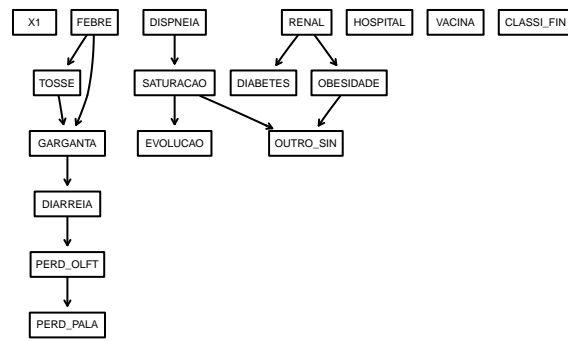 X1 FEBRE DISPNEIA RENAL HOSPITAL VACINA CLASSI_FIN
TOSSE SATURACAO DIABETES OBESIDADE
GARGANTA EVOLUCAO OUTRO_SIN
DIARREIA
PERD_OLFT
PERD_PALA